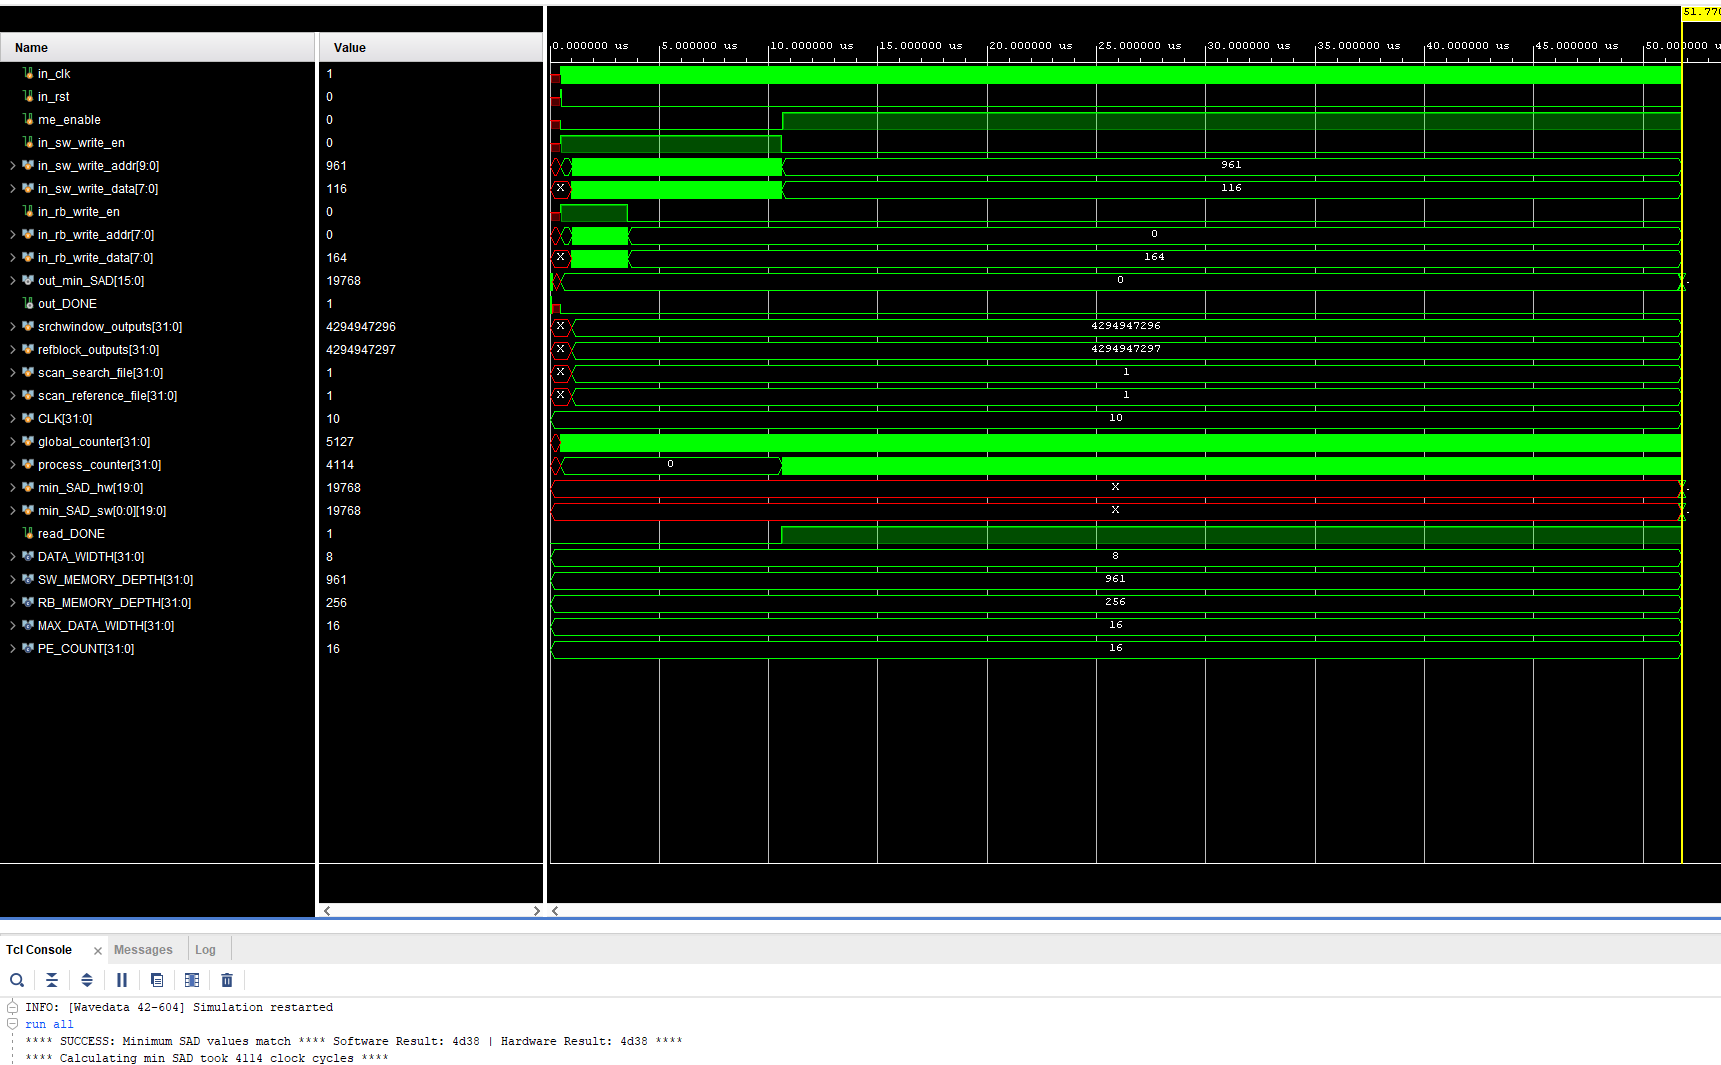 51.770
Name Value
0.000000 us 5.000000 us 10.000000 us 15.000000 us 20.000000 us 25.000000 us 30.000000 us 35.000000 us 40.000000 us 45.000000 us 50.000000 u
in_clk 1
in_rst 0
me_enable 0
in_sw_write_en 0
in_sw_write_addr[9:0] 961 961
in_sw_write_data[7:0] 116 X 116
in_rb_write_en 0
in_rb_write_addr[7:0] 0 0
in_rb_write_data[7:0] 164 X 164
out_min_SAD[15:0] 19768 0
out_DONE 1
srchwindow_outputs[31:0] 4294947296 X 4294947296
refblock_outputs[31:0] 4294947297 X 4294947297
scan_search_file[31:0] 1 X 1
scan_reference_file[31:0] 1 X 1
CLK[31:0] 10 10
global_counter[31:0] 5127
process_counter[31:0] 4114 0
min_SAD_hw[19:0] 19768 X
min_SAD_sw[0:0][19:0] 19768 X
read_DONE 1
DATA_WIDTH[31:0] 8 8
SW_MEMORY_DEPTH[31:0] 961 961
RB_MEMORY_DEPTH[31:0] 256 256
MAX_DATA_WIDTH[31:0] 16 16
PE_COUNT[31:0] 16 16
Tcl Console Messages Log
INFO: [Wavedata 42-604] Simulation restarted
run all
**** SUCCESS: Minimum SAD values match **** Software Result: 4d38 | Hardware Result: 4d38 ****
**** Calculating min SAD took 4114 clock cycles ****